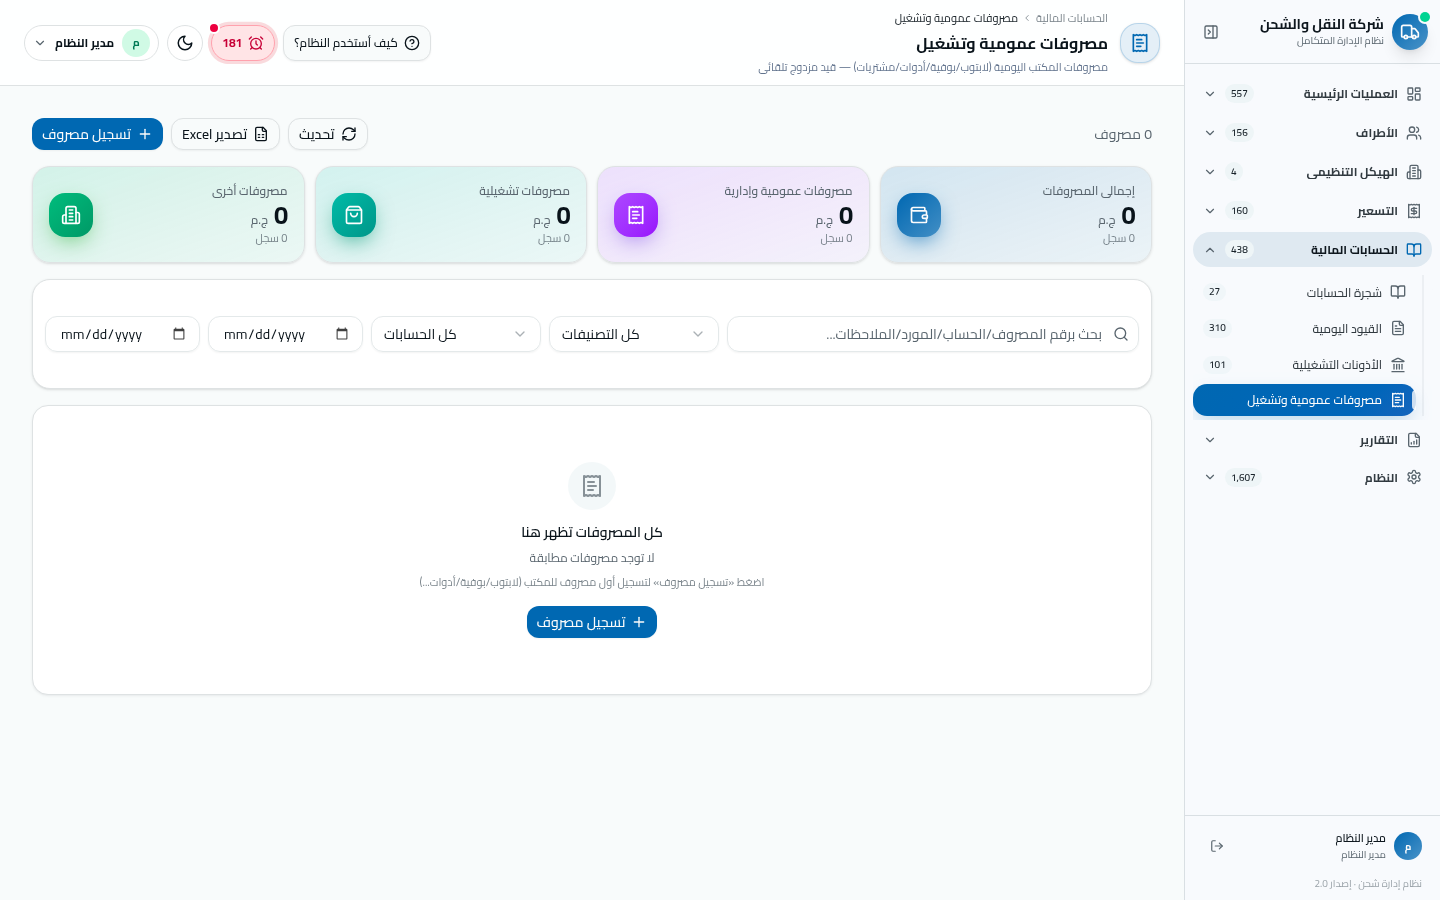 شركة النقل والشحن
نظام الإدارة المتكامل
العمليات الرئيسية 557
الأطراف 156
الهيكل التنظيمى 4
التسعير 160
الحسابات المالية 438
شجرة الحسابات 27
القيود اليومية 310
الأذونات التشغيلية 101
مصروفات عمومية وتشغيل
التقارير
النظام 1,607
م
مدير النظام
مدير النظام
نظام إدارة شحن · إصدار 2.0
الحسابات المالية › مصروفات عمومية وتشغيل
مصروفات عمومية وتشغيل
مصروفات المكتب اليومية (لابتوب/بوفية/أدوات/مشتريات) — قيد مزدوج تلقائى
كيف أستخدم النظام؟
181
م مدير النظام
0 مصروف
تحديث
تصدير Excel
تسجيل مصروف
إجمالى المصروفات
0 ج.م
0 سجل
مصروفات عمومية وإدارية
0 ج.م
0 سجل
مصروفات تشغيلية
0 ج.م
0 سجل
مصروفات أخرى
0 ج.م
0 سجل
بحث برقم المصروف/الحساب/المورد/الملاحظات...
كل التصنيفات
كل الحسابات
mm/dd/yyyy
mm/dd/yyyy
كل المصروفات تظهر هنا
لا توجد مصروفات مطابقة
اضغط «تسجيل مصروف» لتسجيل أول مصروف للمكتب (لابتوب/بوفية/أدوات...)
تسجيل مصروف